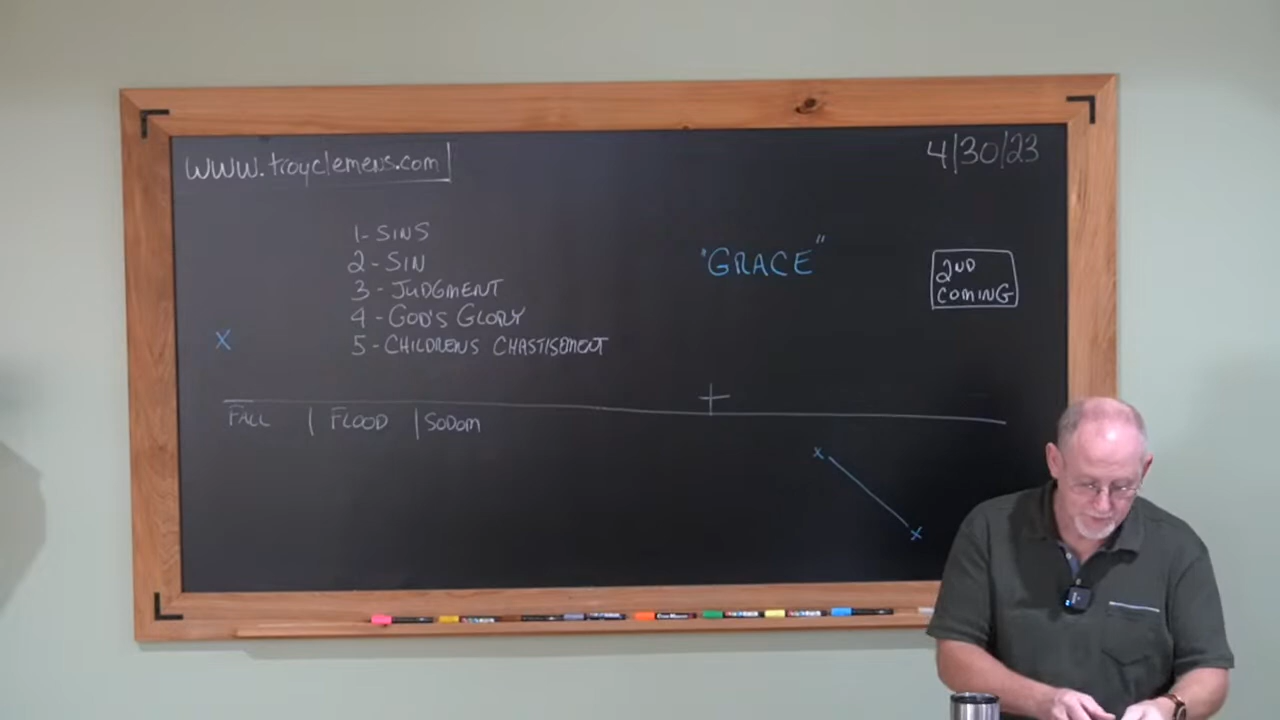 www.troyclemens.com
4/30/23
1- SINS
2 - SIN
3 - JUDGMENT
4 - GOD'S GLORY
5 - CHILDRENS CHASTISEMENT
"GRACE"
2ND
COMING
X
FALL | FLOOD | SODOM
x
x